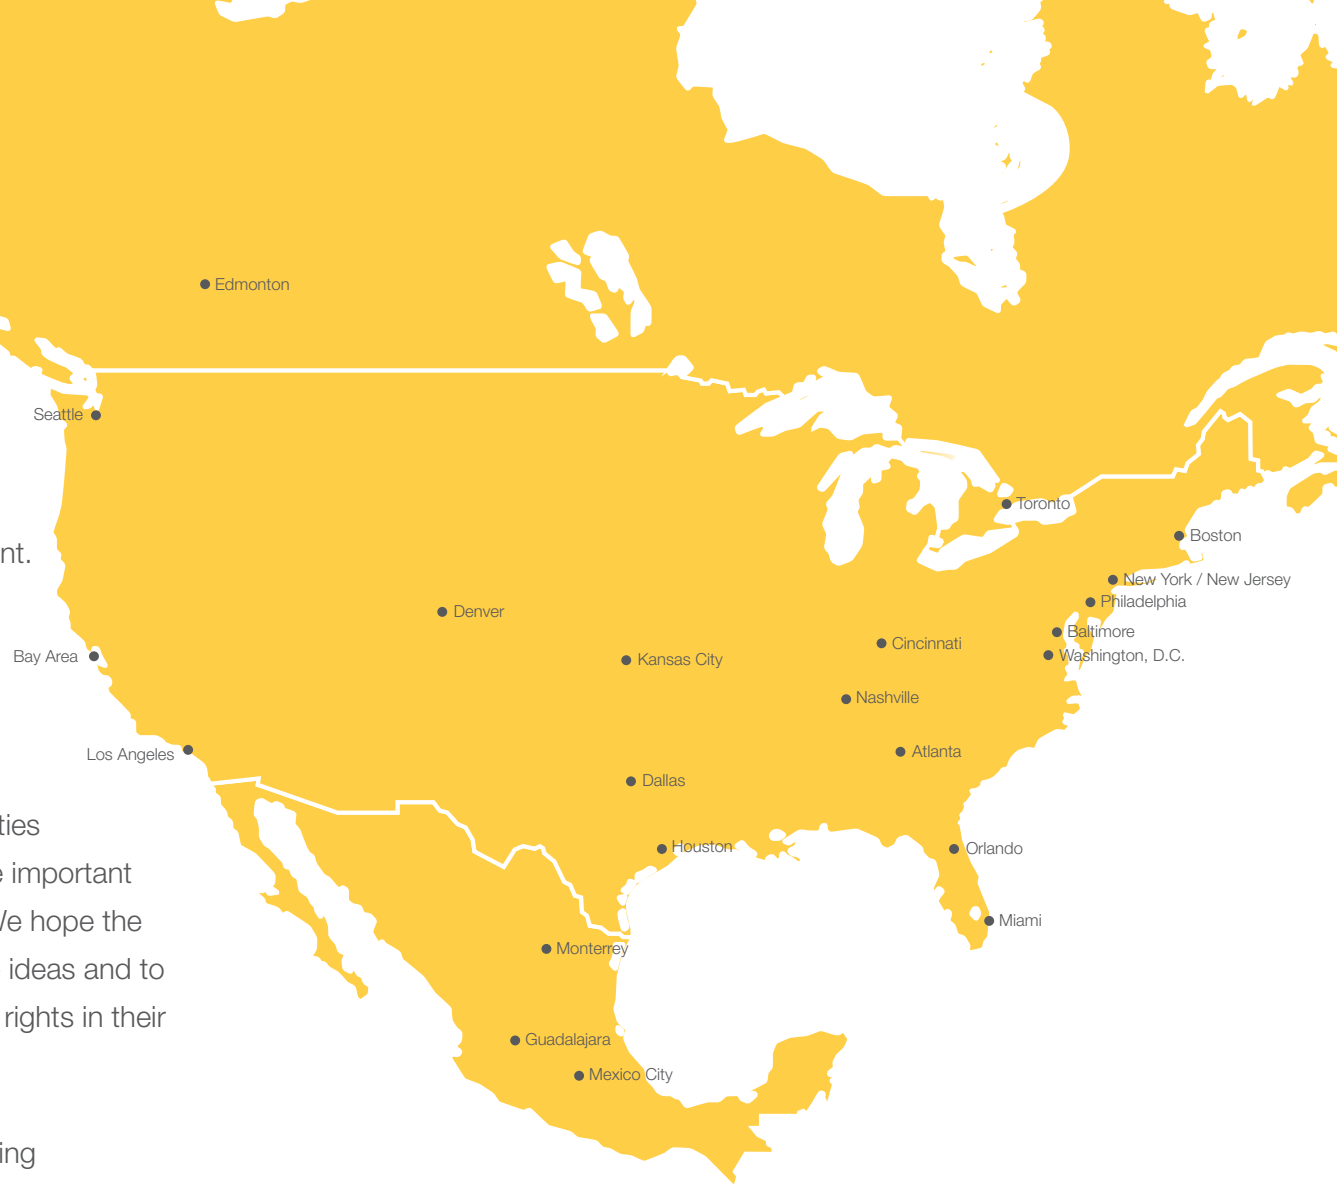 Edmonton
Seattle
Toronto
Boston
nt.
New York / New Jersey
Philadelphia
Denver
Baltimore
Cincinnati
Washington, D.C.
Bay Area
Kansas City
Nashville
Atlanta
Los Angeles
Dallas
ties
Houston
Orlando
e important
We hope the
Miami
Monterrey
ideas and to
rights in their
Guadalajara
Mexico City
ing